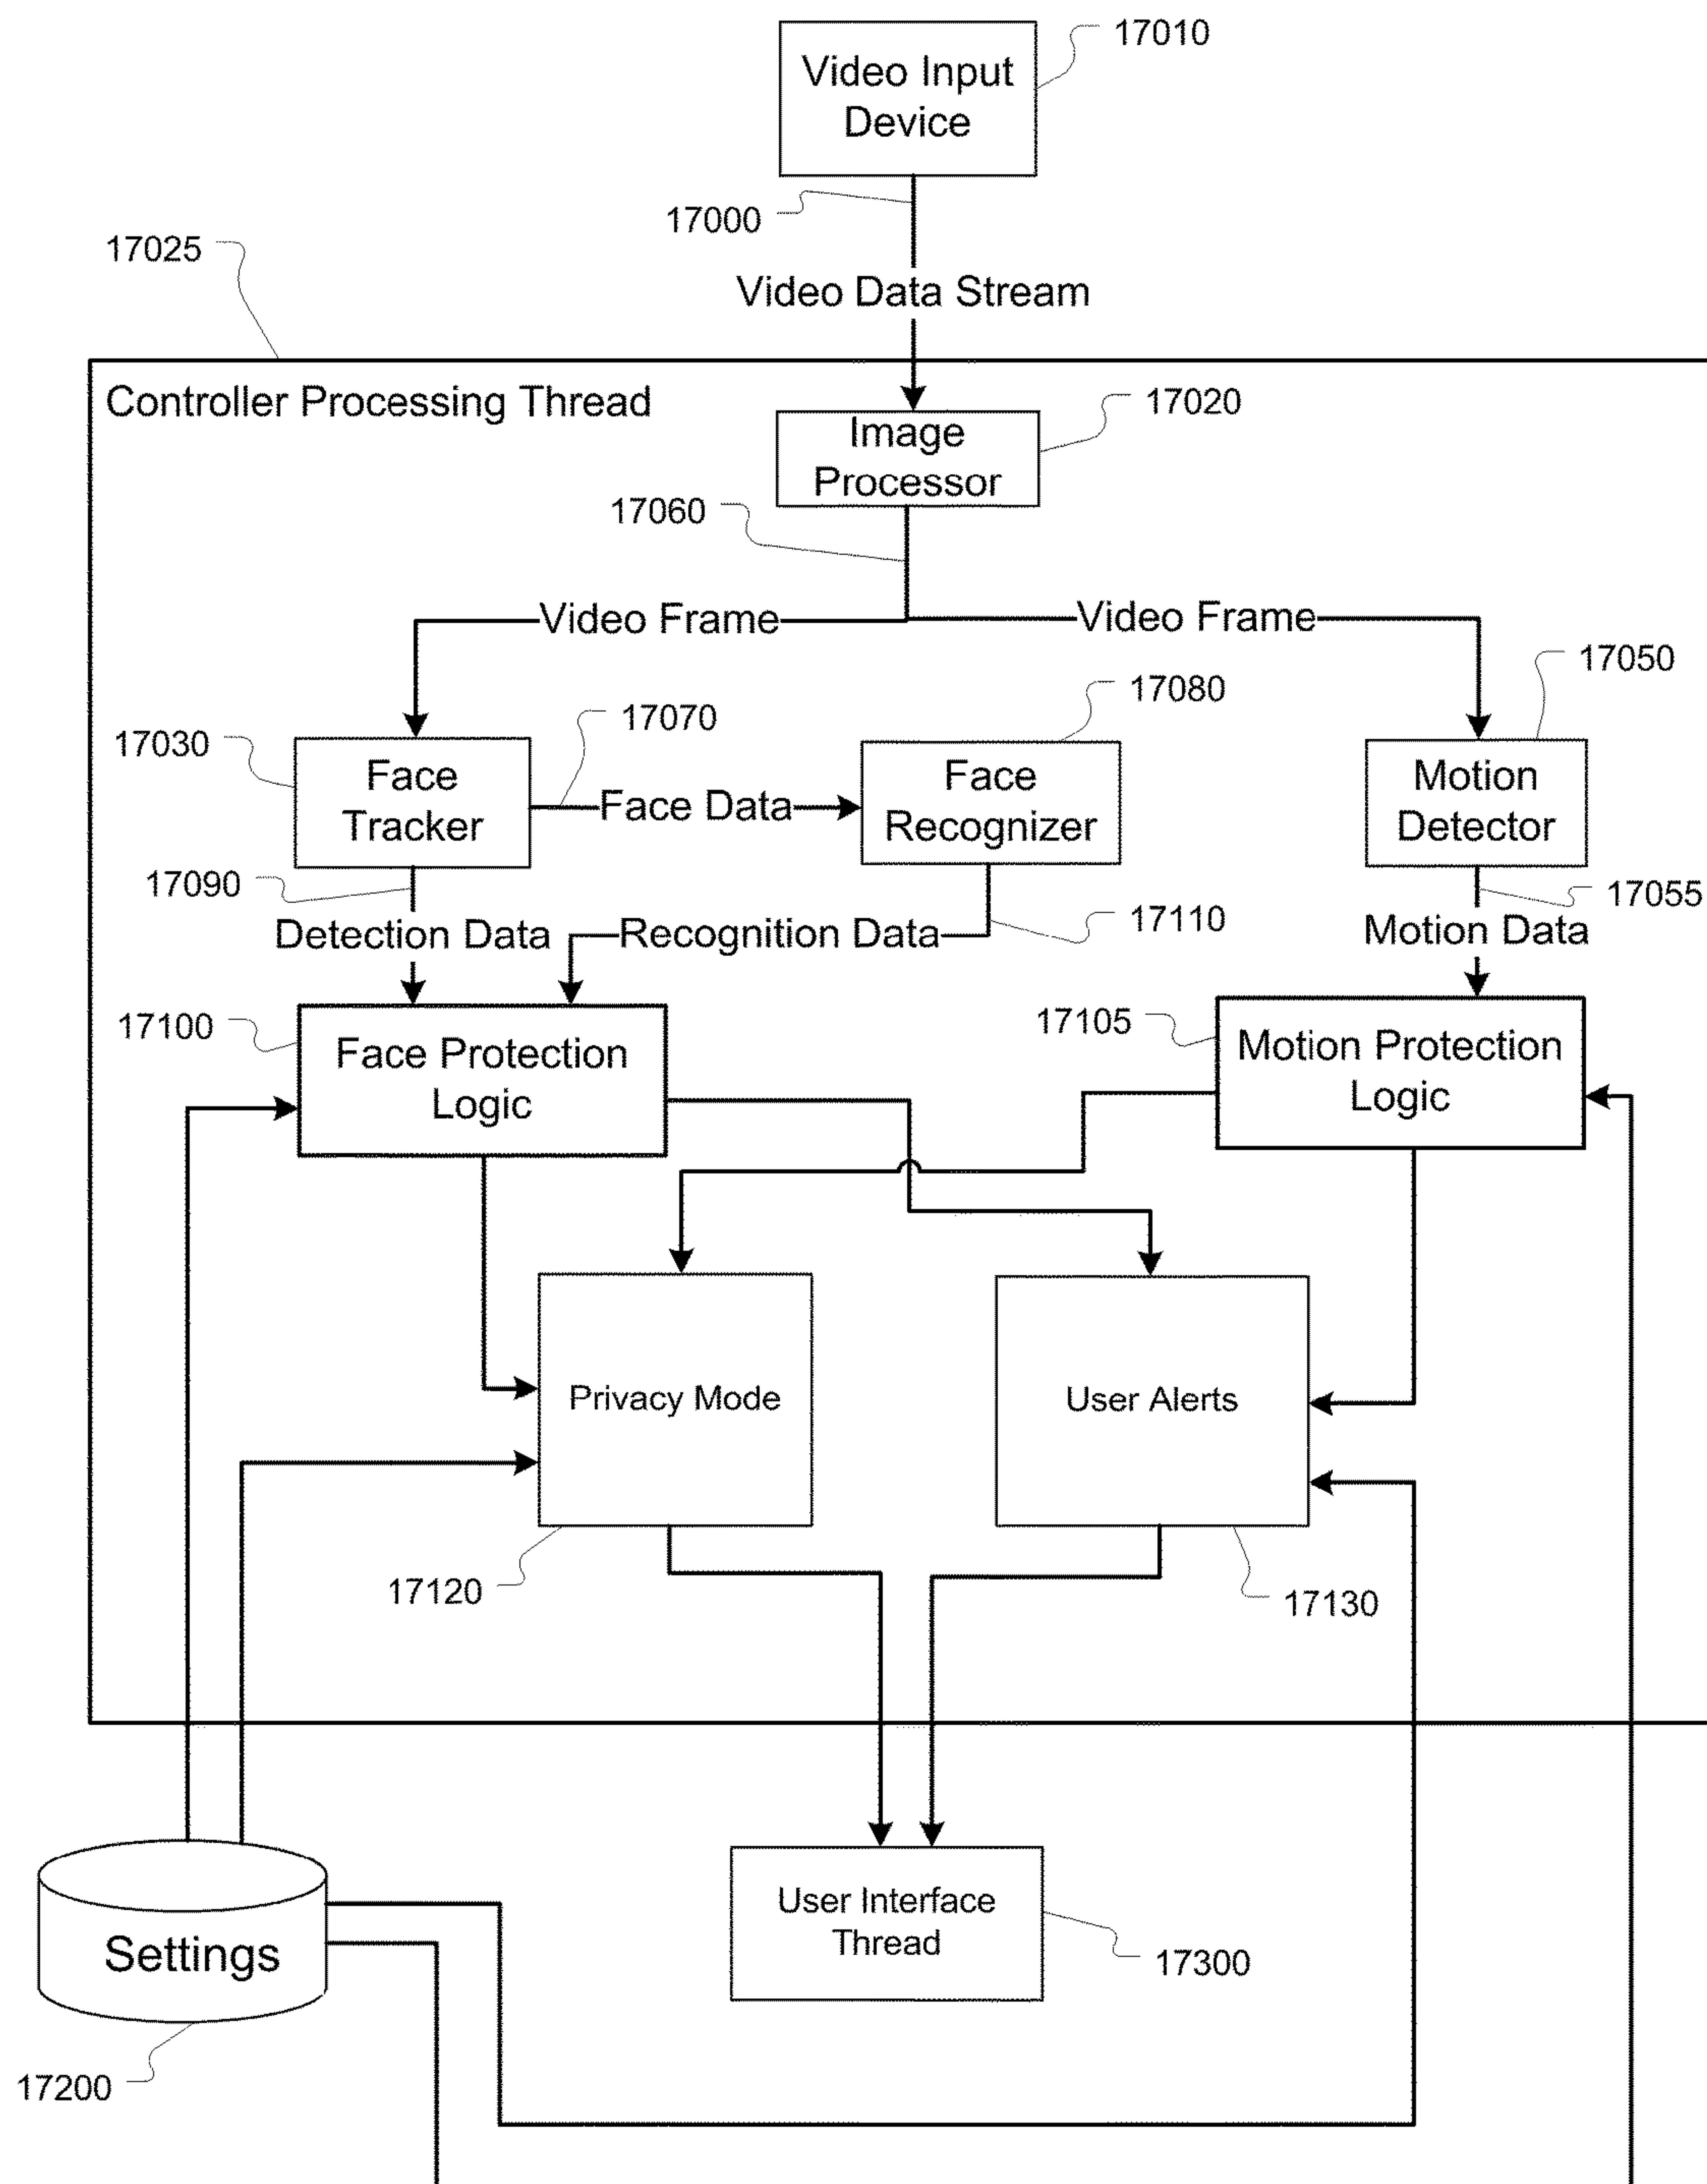 17010
Video Input
Device
17000
17025
Video Data Stream
Controller Processing Thread
17020
Image
Processor
17060
Video Frame
Video Frame
17050
17080
17070
17030
Face
Tracker
Face Data
Face
Recognizer
Motion
Detector
17090
17055
17110
Detection Data
Recognition Data
Motion Data
17100
17105
Face Protection
Logic
Motion Protection
Logic
Privacy Mode
User Alerts
17120
17130
User Interface
Thread
Settings
17300
17200